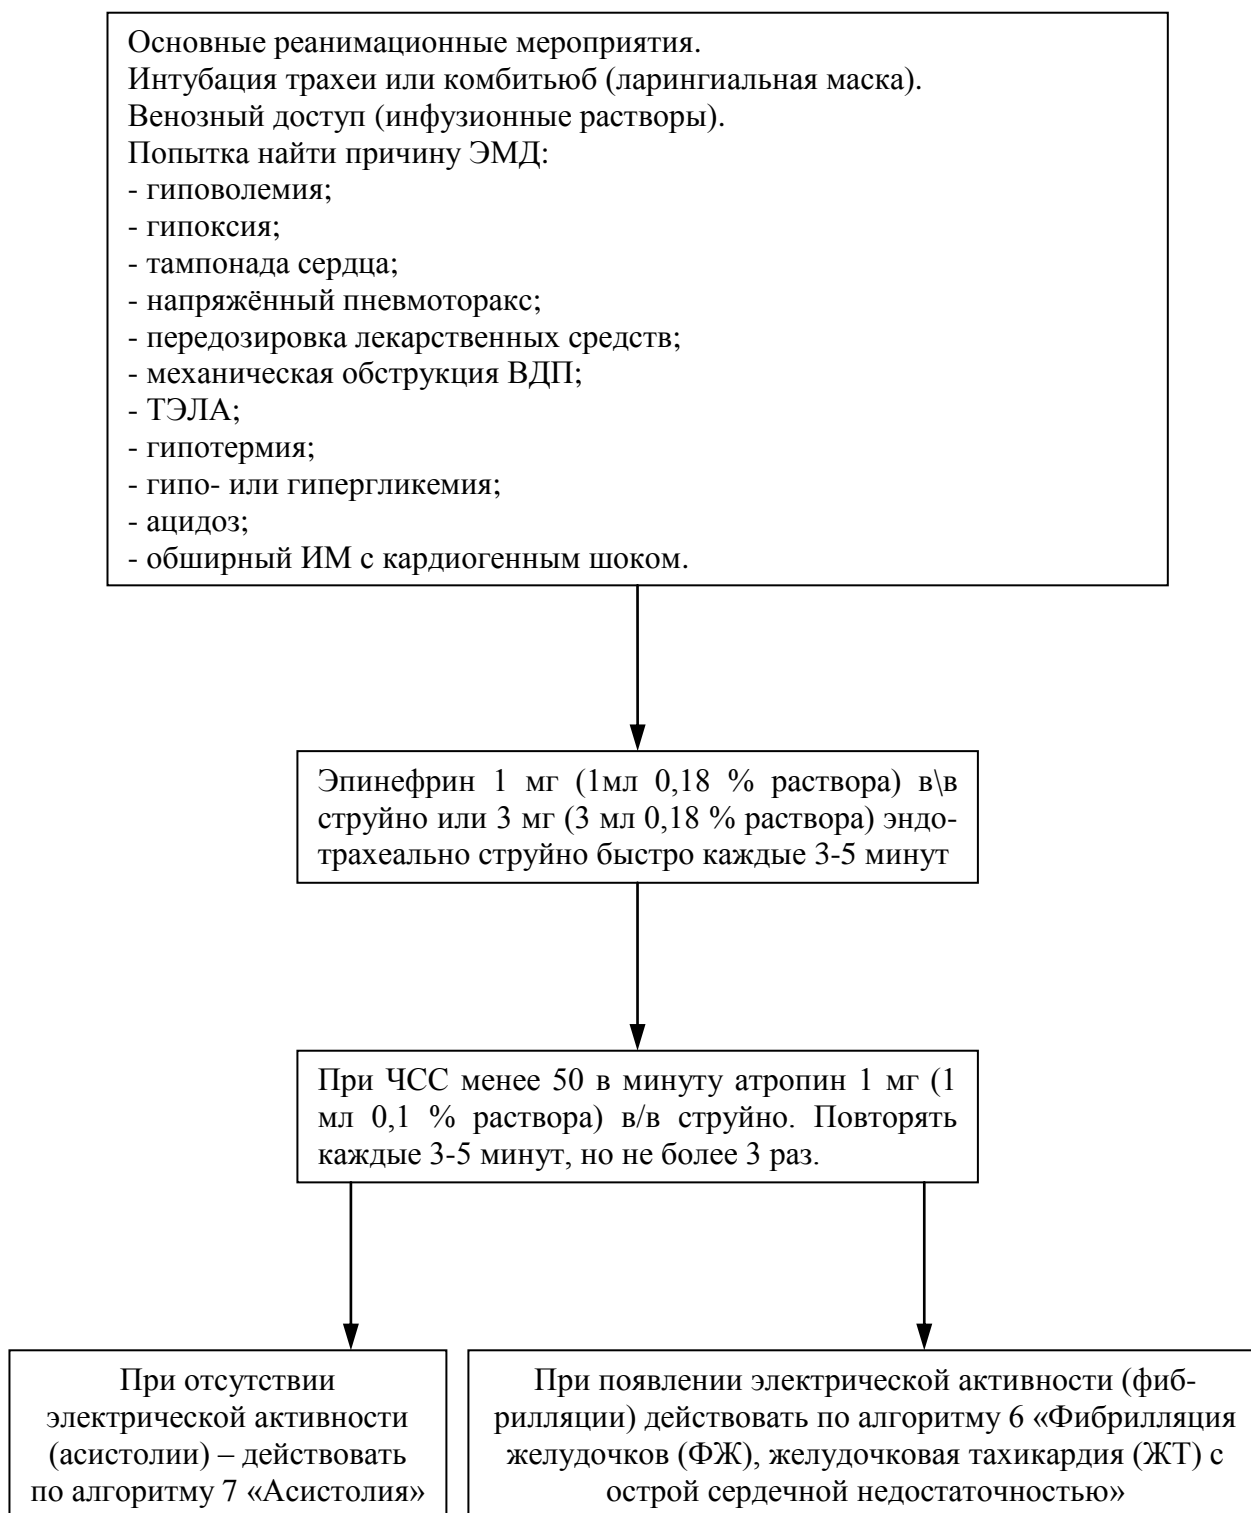 Основные реанимационные мероприятия.
Интубация трахеи или комбитьюб (ларингиальная маска).
Венозный доступ (инфузионные растворы).
Попытка найти причину ЭМД:
- гиповолемия;
- гипоксия;
- тампонада сердца;
- напряжённый пневмоторакс;
- передозировка лекарственных средств;
- механическая обструкция ВДП;
- ТЭЛА;
- гипотермия;
- гипо- или гипергликемия;
- ацидоз;
- обширный ИМ с кардиогенным шоком.
Эпинефрин 1 мг (1мл 0,18 % раствора) в\в
струйно или 3 мг (3 мл 0,18 % раствора) эндо-
трахеально струйно быстро каждые 3-5 минут
При ЧСС менее 50 в минуту атропин 1 мг (1
мл 0,1 % раствора) в/в струйно. Повторять
каждые 3-5 минут, но не более 3 раз.
При отсутствии
электрической активности
(асистолии) – действовать
по алгоритму 7 «Асистолия»
При появлении электрической активности (фиб-
рилляции) действовать по алгоритму 6 «Фибрилляция
желудочков (ФЖ), желудочковая тахикардия (ЖТ) с
острой сердечной недостаточностью»